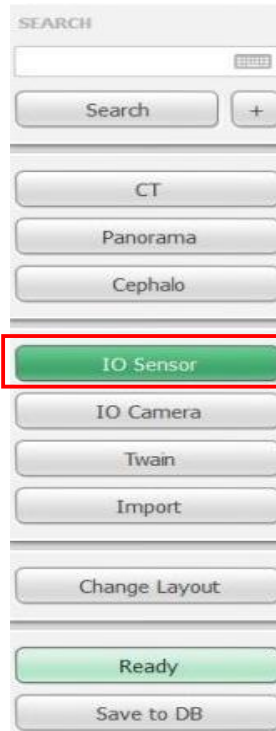 SEARCH
Search +
CT
Panorama
Cephalo
IO Sensor
IO Camera
Twain
Import
Change Layout
Ready
Save to DB